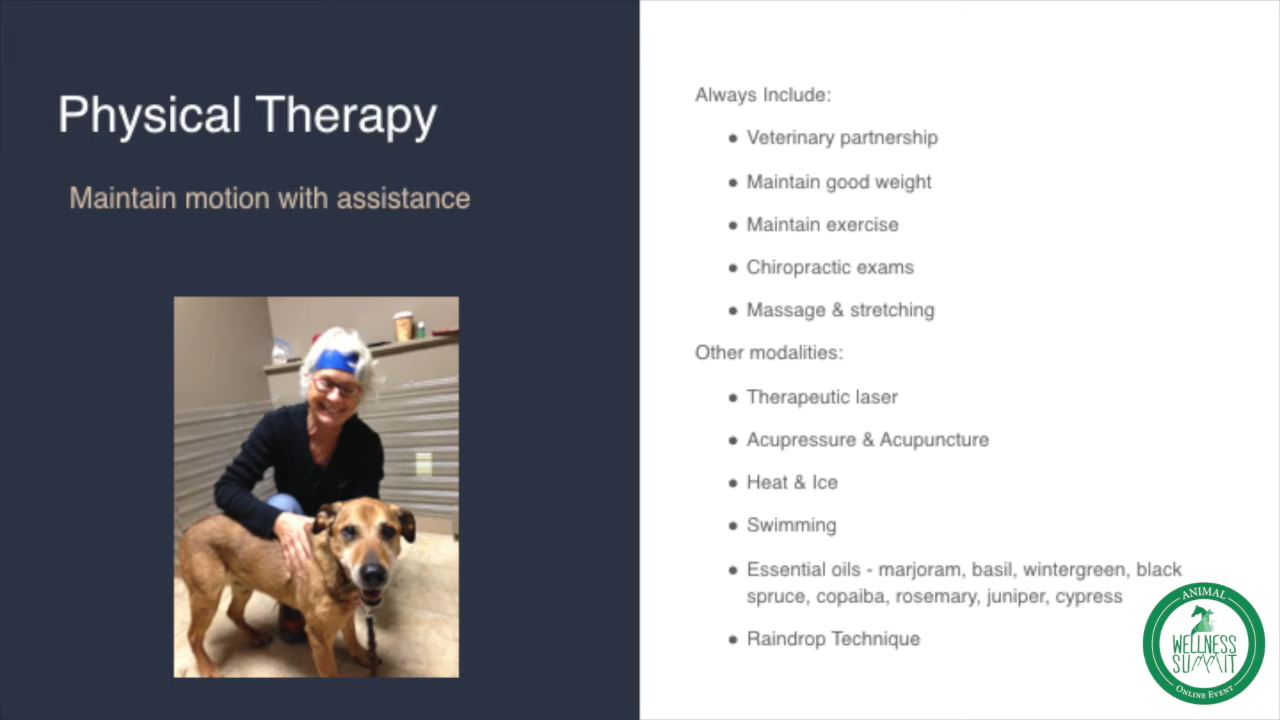 Physical Therapy
Maintain motion with assistance
Always Include:
● Veterinary partnership
● Maintain good weight
● Maintain exercise
● Chiropractic exams
● Massage & stretching
Other modalities:
● Therapeutic laser
● Acupressure & Acupuncture
● Heat & Ice
● Swimming
● Essential oils - marjoram, basil, wintergreen, black
spruce, copaiba, rosemary, juniper, cypress
● Raindrop Technique
ANIMAL
WELLNESS
SUMMIT
ONLINE EVENT